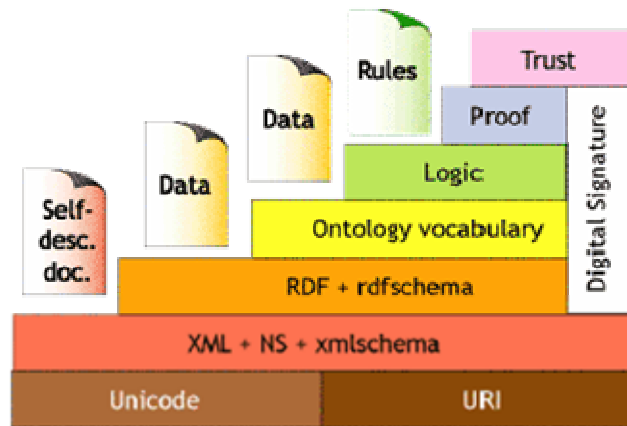 Trust
Rules
Proof
Data
Logic
Digital Signature
Data
Ontology vocabulary
Self-
desc.
doc.
RDF + rdfschema
XML + NS + xmlschema
Unicode
URI